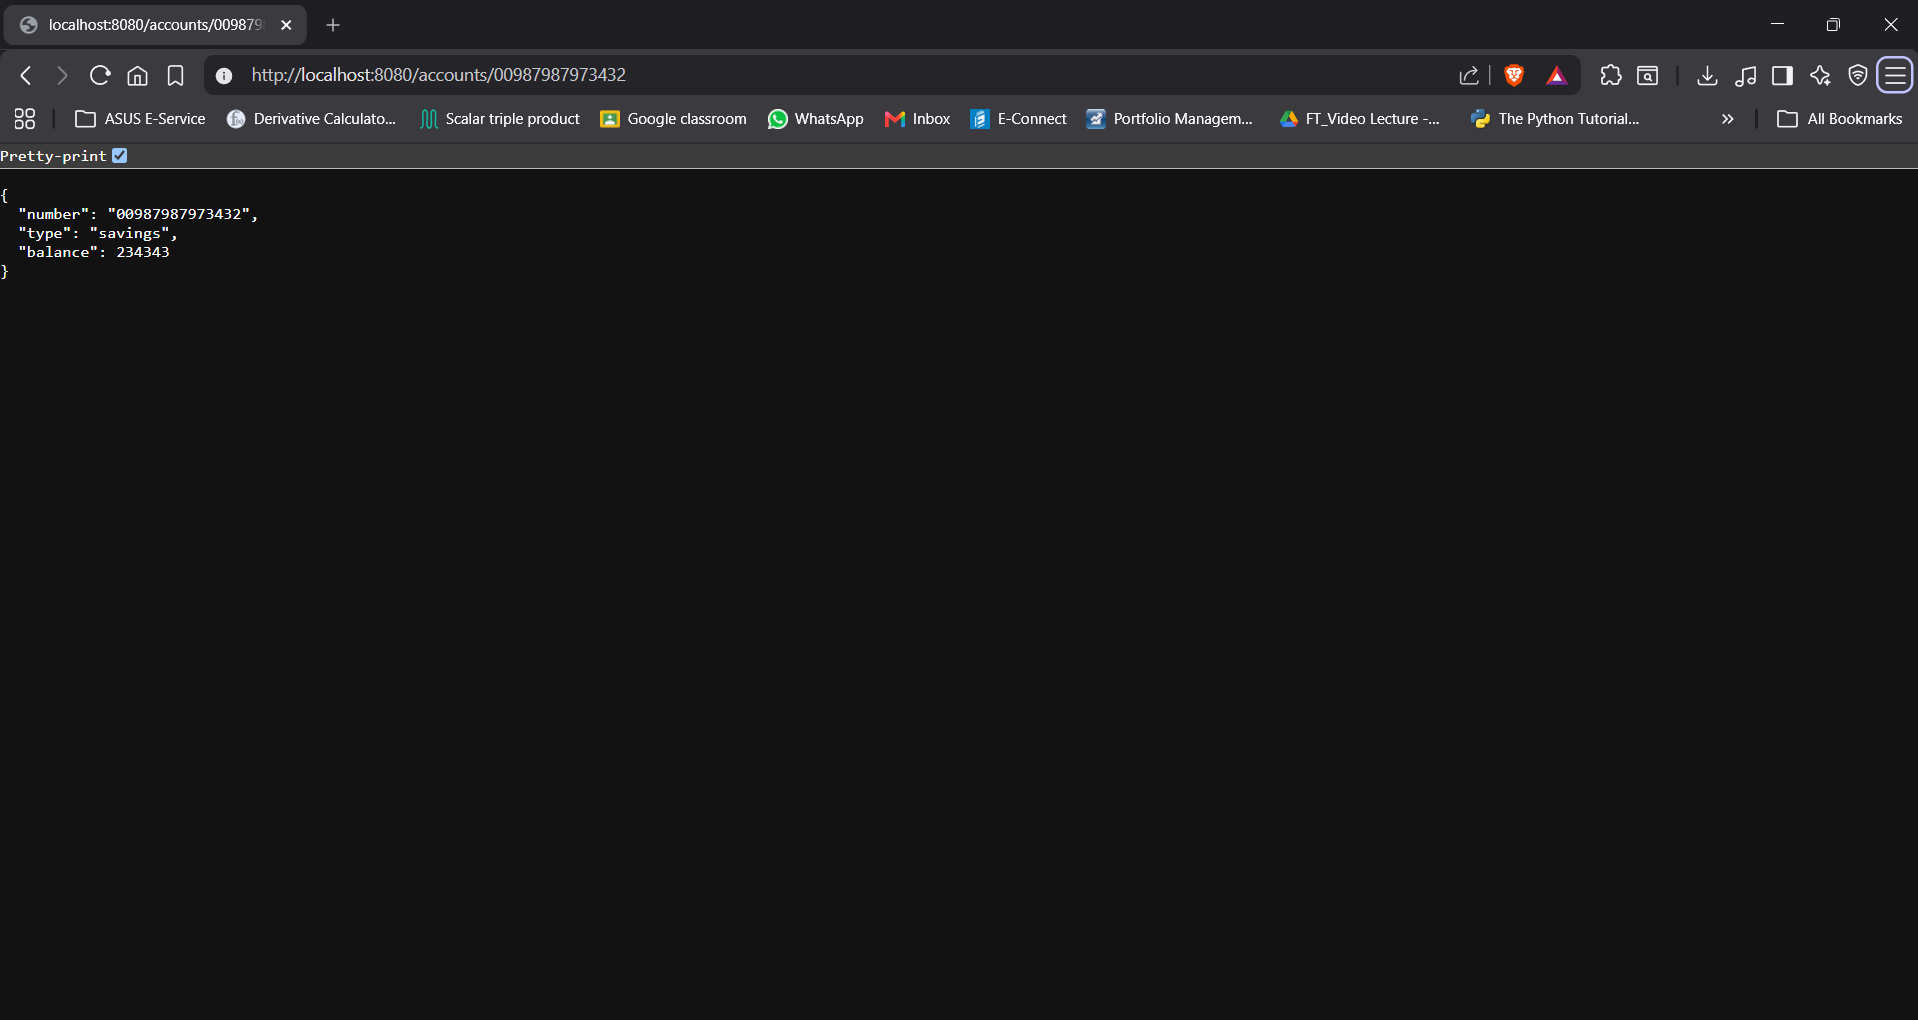 localhost:8080/accounts/009879
http://localhost:8080/accounts/00987987973432
ASUS E-Service
Derivative Calculato...
Scalar triple product
Google classroom
WhatsApp
Inbox
E-Connect
Portfolio Managem...
FT_Video Lecture -...
The Python Tutorial...
All Bookmarks
Pretty-print
{
"number": "00987987973432",
"type": "savings",
"balance": 234343
}